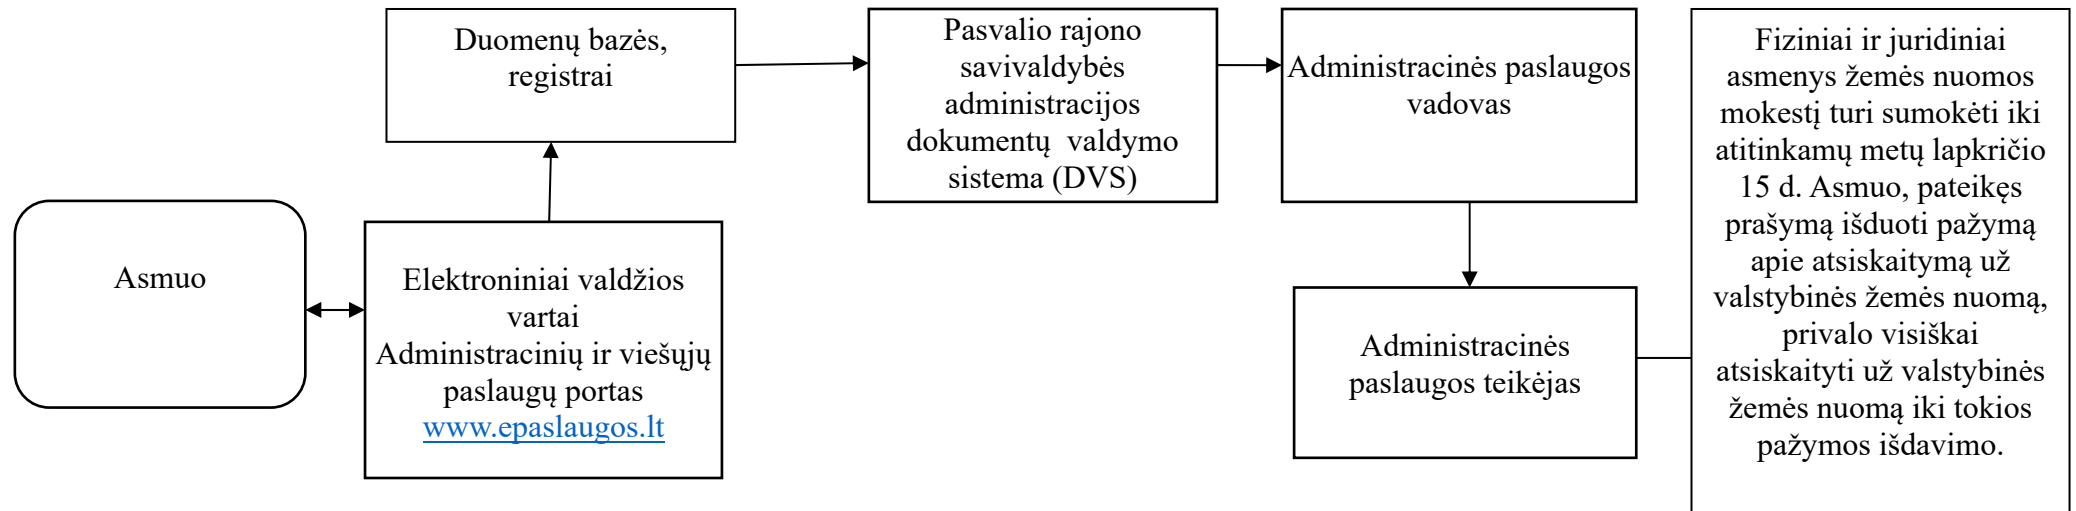 Asmuo
Elektroniniai valdžios
vartai
Administracinių ir viešųjų
paslaugų portas
www.epaslaugos.lt
Duomenų bazės,
registrai
Pasvalio rajono
savivaldybės
administracijos
dokumentų valdymo
sistema (DVS)
Administracinės paslaugos
vadovas
Administracinės
paslaugos teikėjas
Fiziniai ir juridiniai
asmenys žemės nuomos
mokestį turi sumokėti iki
atitinkamų metų lapkričio
15 d. Asmuo, pateikęs
prašymą išduoti pažymą
apie atsiskaitymą už
valstybinės žemės nuomą,
privalo visiškai
atsiskaityti už valstybinės
žemės nuomą iki tokios
pažymos išdavimo.